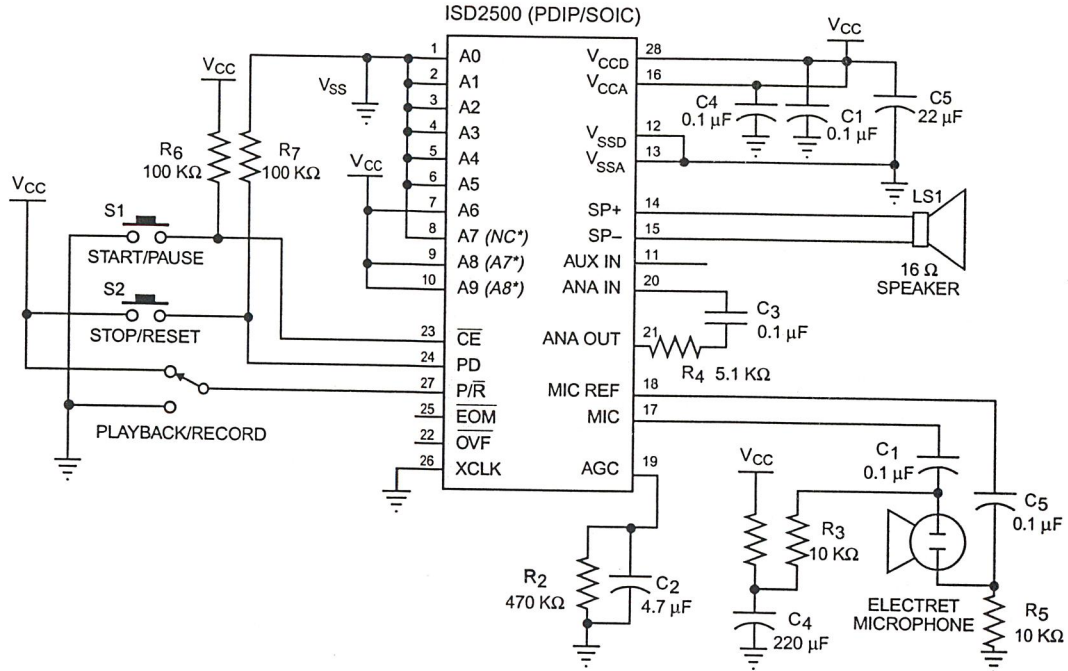 ISD2500 (PDIP/SOIC)
1 A0
2 A1
3 A2
4 A3
5 A4
6 A5
7 A6
8 A7 (NC*)
9 A8 (A7*)
10 A9 (A8*)
23 CE
24 PD
27 P/R
25 EOM
22 OVF
26 XCLK
VCCD 28
VCCA 16
VSSD 12
VSSA 13
SP+ 14
SP– 15
AUX IN 11
ANA IN 20
ANA OUT 21
MIC REF 18
MIC 17
AGC 19
VCC
VSS
VCC
R6
100 KΩ
R7
100 KΩ
VCC
VCC
S1
START/PAUSE
S2
STOP/RESET
PLAYBACK/RECORD
VCC
C4
0.1 µF
C1
0.1 µF
C5
22 µF
LS1
16 Ω
SPEAKER
C3
0.1 µF
R4 5.1 KΩ
VCC
C1
0.1 µF
C5
0.1 µF
R3
10 KΩ
R2
470 KΩ
C2
4.7 µF
C4
220 µF
ELECTRET
MICROPHONE
R5
10 KΩ